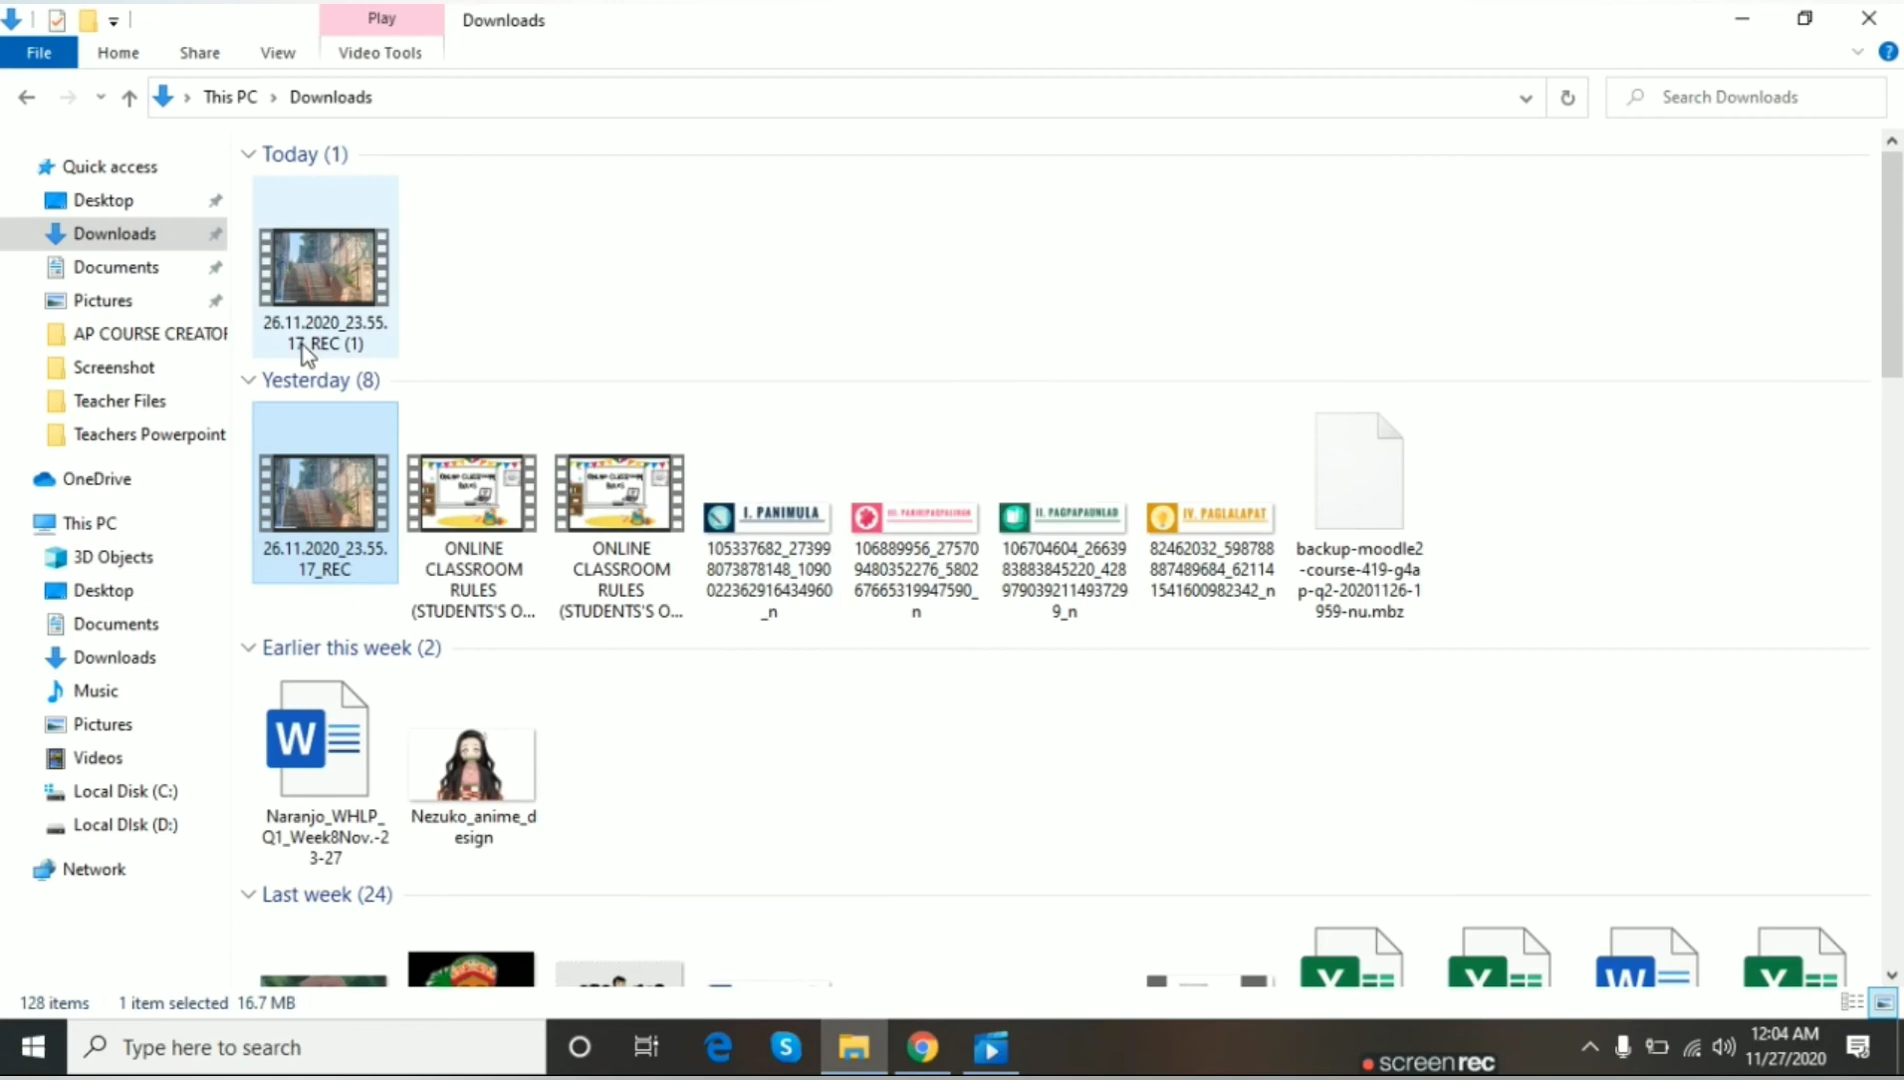 Play
Downloads
File
Home
Share
View
Video Tools
This PC
Downloads
Search Downloads
Quick access
Desktop
Downloads
Documents
Pictures
AP COURSE CREATOR
Screenshot
Teacher Files
Teachers Powerpoint
OneDrive
This PC
3D Objects
Desktop
Documents
Downloads
Music
Pictures
Videos
Local Disk (C:)
Local DIsk (D:)
Network
Today (1)
26.11.2020_23.55.
17_REC (1)
Yesterday (8)
26.11.2020_23.55.
17_REC
ONLINE
CLASSROOM
RULES
(STUDENTS'S O...
ONLINE
CLASSROOM
RULES
(STUDENTS'S O...
I. PANIMULA
105337682_27399
8073878148_1090
022362916434960
_n
106889956_27570
9480352276_5802
67665319947590_
n
II. PAGPAPAUNLAD
106704604_26639
83883845220_428
979039211493729
9_n
IV. PAGLALAPAT
82462032_598788
887489684_62114
1541600982342_n
backup-moodle2
-course-419-g4a
p-q2-20201126-1
959-nu.mbz
Earlier this week (2)
W
Naranjo_WHLP_
Q1_Week8Nov.-2
3-27
Nezuko_anime_d
esign
Last week (24)
128 items
1 item selected 16.7 MB
Type here to search
screenrec
12:04 AM
11/27/2020